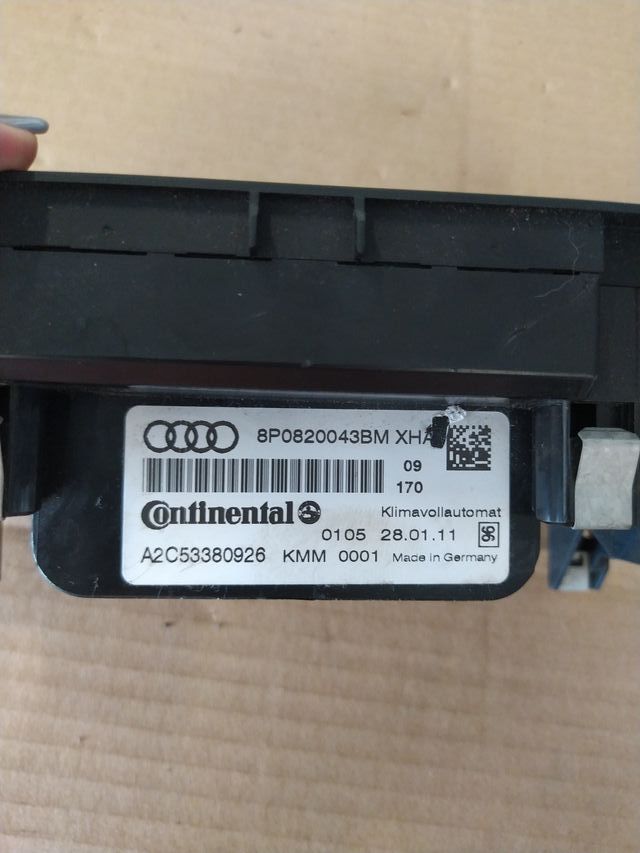 8P0820043BM XHA
09
170
Continental
Klimavollautomat
0105 28.01.11
A2C53380926 KMM 0001 Made in Germany